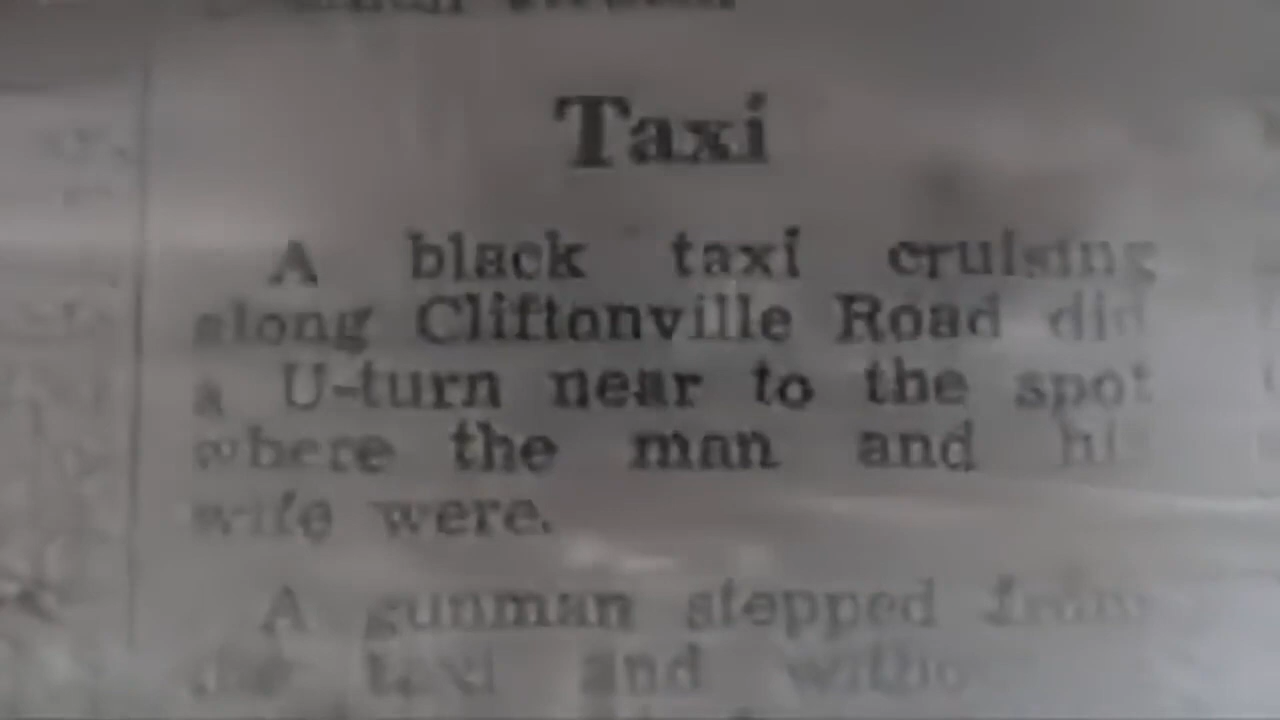 Taxi
A black taxi cruising
along Cliftonville Road did
a U-turn near to the spot
where the man and his
wife were.
A gunman stepped from
the taxi and